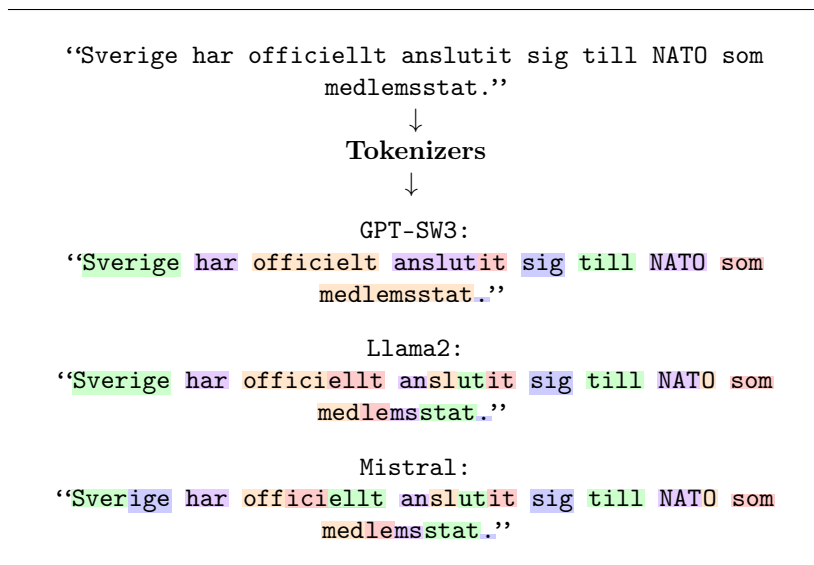 ‘‘Sverige har officiellt anslutit sig till NATO som
medlemsstat.’’
↓
Tokenizers
↓
GPT-SW3:
‘‘Sverige har officielt anslutit sig till NATO som
medlemsstat.’’
Llama2:
‘‘Sverige har officiellt anslutit sig till NATO som
medlemsstat.’’
Mistral:
‘‘Sverige har officiellt anslutit sig till NATO som
medlemsstat.’’